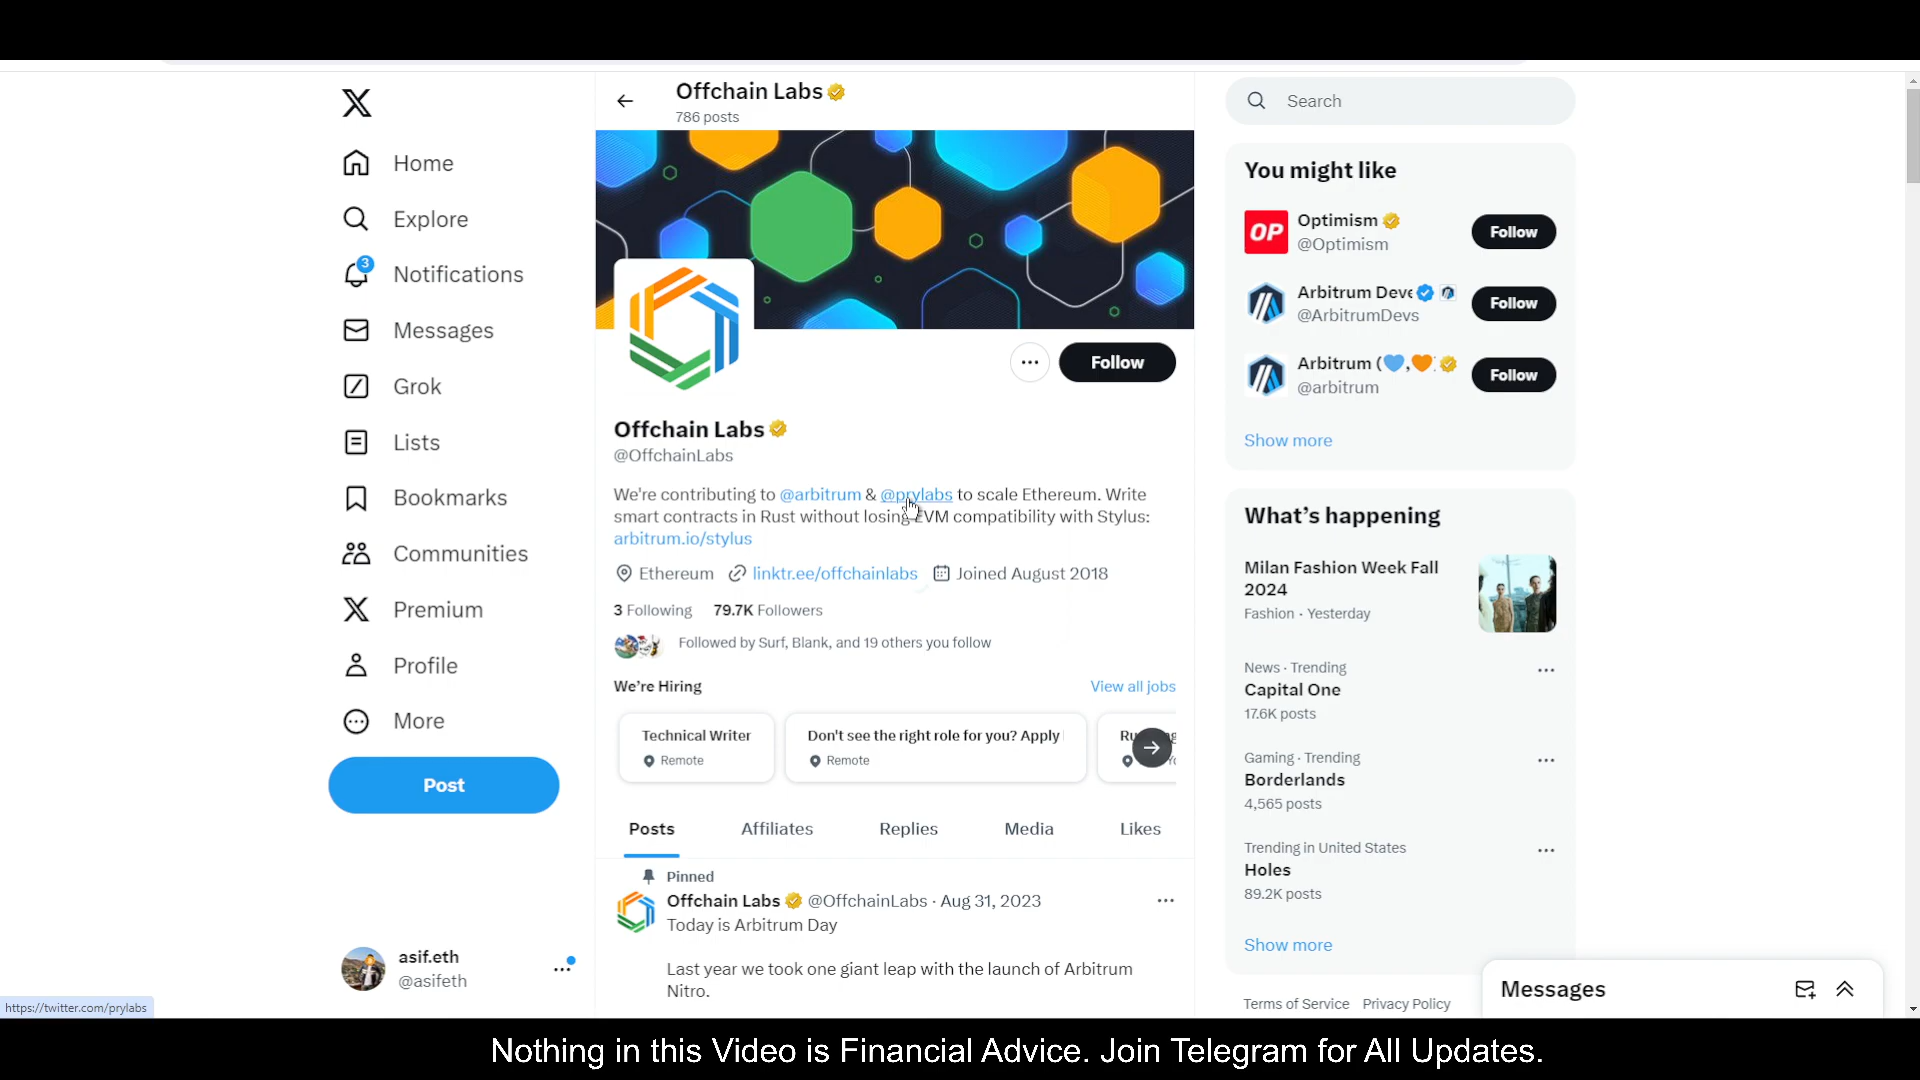 Home
Explore
3
Notifications
Messages
Grok
Lists
Bookmarks
Communities
Premium
Profile
More
Post
asif.eth
@asifeth
https://twitter.com/prylabs
Offchain Labs
786 posts
Follow
Offchain Labs
@OffchainLabs
We're contributing to @arbitrum & @prylabs to scale Ethereum. Write
smart contracts in Rust without losing EVM compatibility with Stylus:
arbitrum.io/stylus
Ethereum linktr.ee/offchainlabs Joined August 2018
3 Following 79.7K Followers
Followed by Surf, Blank, and 19 others you follow
We're Hiring
View all jobs
Technical Writer
Remote
Don't see the right role for you? Apply
Remote
Posts Affiliates Replies Media Likes
Pinned
Offchain Labs @OffchainLabs · Aug 31, 2023
Today is Arbitrum Day
Last year we took one giant leap with the launch of Arbitrum
Nitro.
Search
You might like
OP
Optimism
@Optimism
Follow
Arbitrum Deve
@ArbitrumDevs
Follow
Arbitrum (💙,🧡
@arbitrum
Follow
Show more
What's happening
Milan Fashion Week Fall
2024
Fashion · Yesterday
News · Trending
Capital One
17.6K posts
Gaming · Trending
Borderlands
4,565 posts
Trending in United States
Holes
89.2K posts
Show more
Terms of Service Privacy Policy
Messages
Nothing in this Video is Financial Advice. Join Telegram for All Updates.